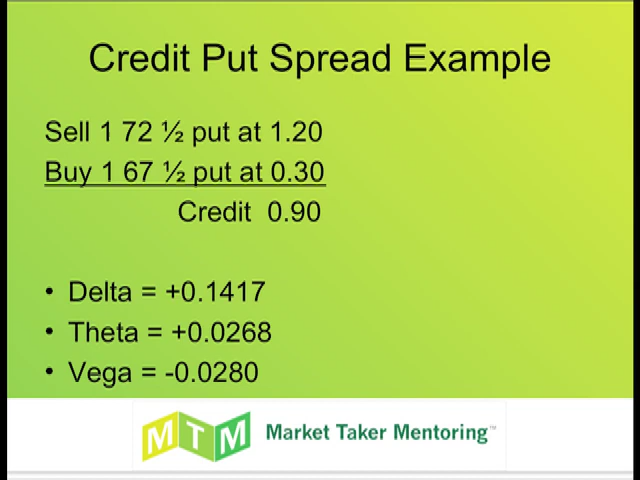 Credit Put Spread Example
Sell 1 72 ½ put at 1.20
Buy 1 67 ½ put at 0.30
Credit 0.90
• Delta = +0.1417
• Theta = +0.0268
• Vega = -0.0280
MTM Market Taker Mentoring™